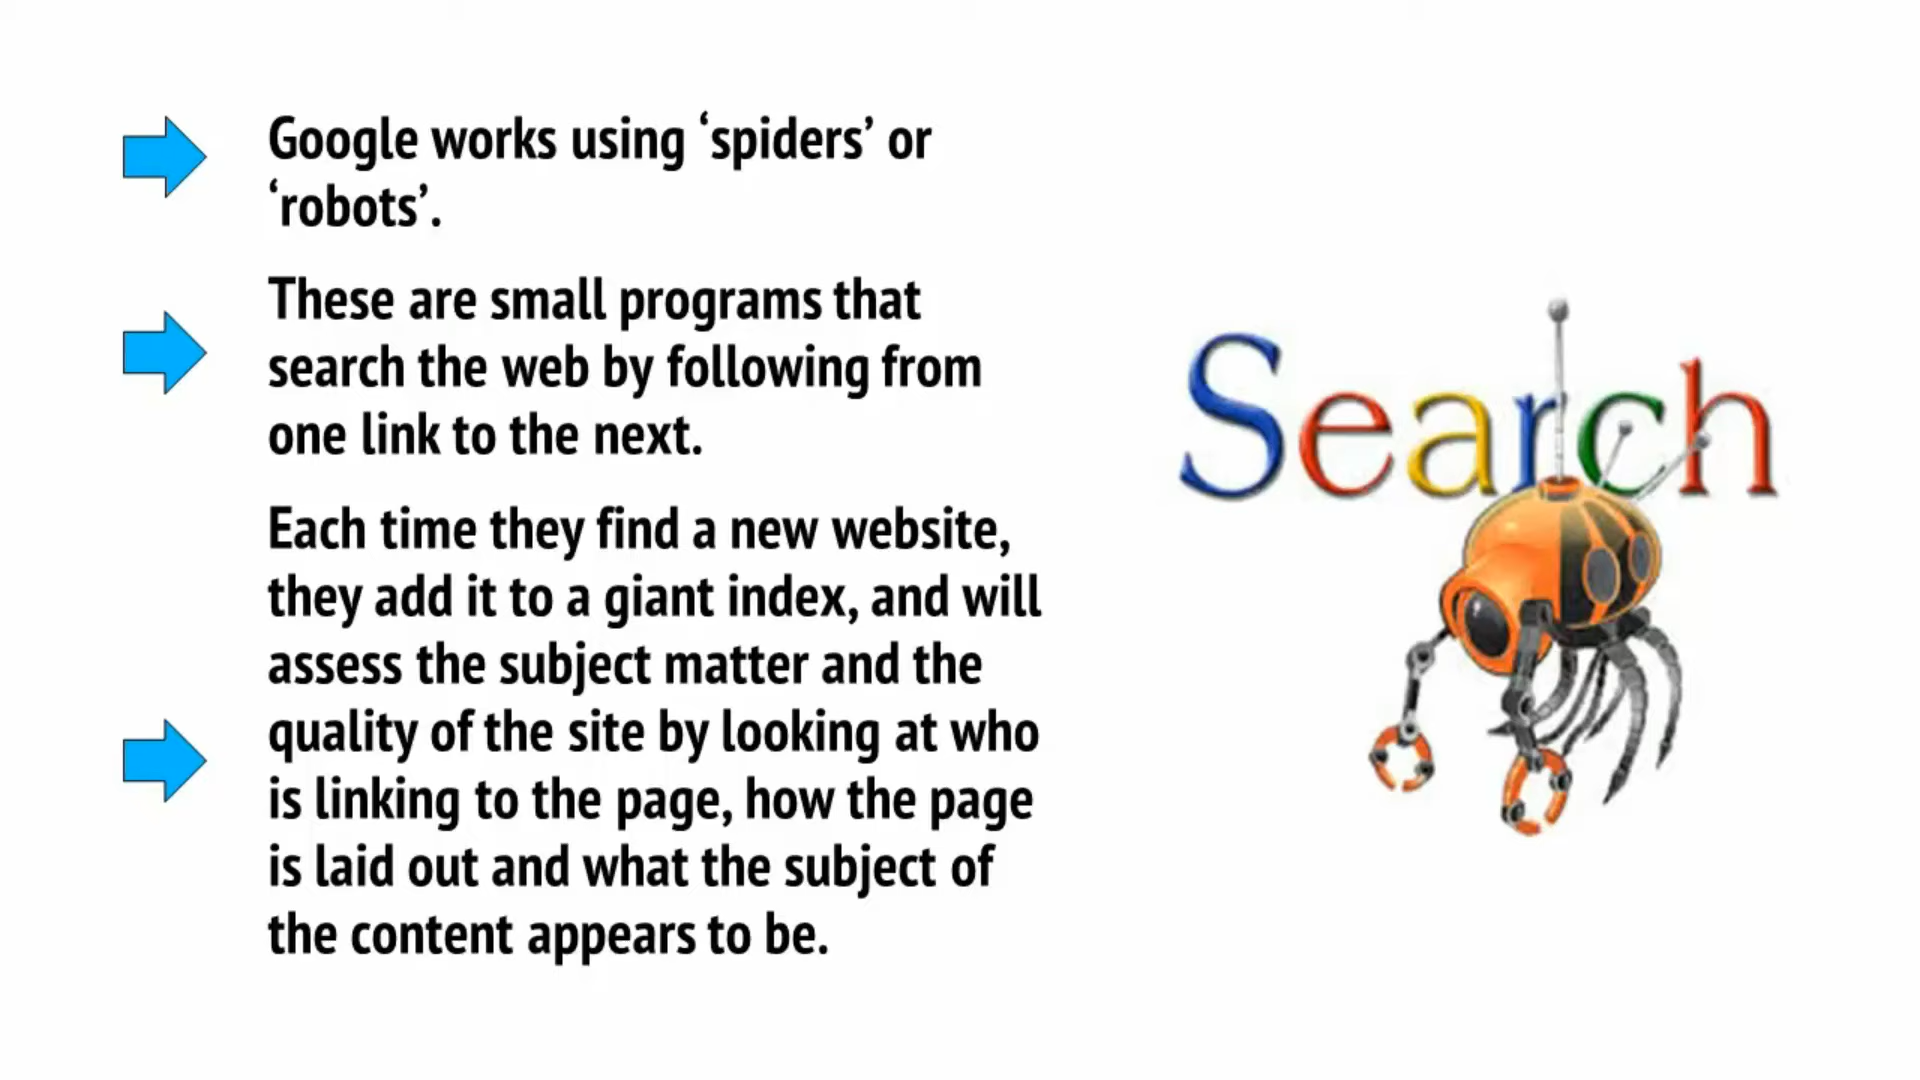 Google works using ‘spiders’ or
‘robots’.
These are small programs that
search the web by following from
one link to the next.
Each time they find a new website,
they add it to a giant index, and will
assess the subject matter and the
quality of the site by looking at who
is linking to the page, how the page
is laid out and what the subject of
the content appears to be.
Search